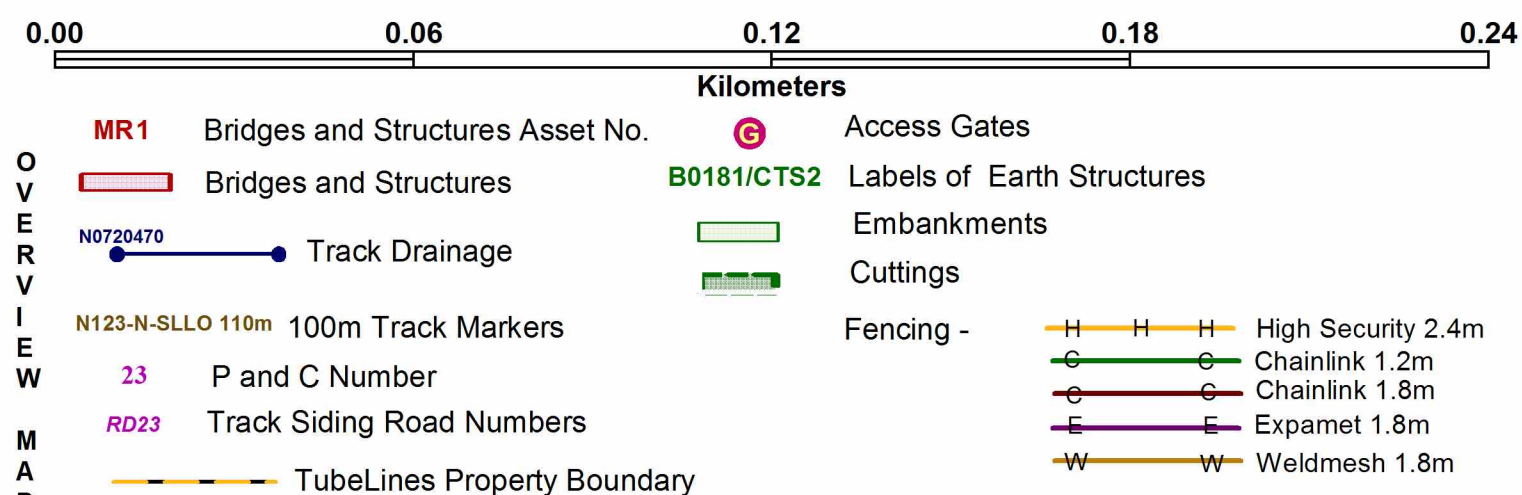 0.00 0.06 0.12 0.18 0.24
Kilometers
MR1 Bridges and Structures Asset No.
Bridges and Structures
N0720470
Track Drainage
N123-N-SLLO 110m 100m Track Markers
23 P and C Number
RD23 Track Siding Road Numbers
TubeLines Property Boundary
G Access Gates
B0181/CTS2 Labels of Earth Structures
Embankments
Cuttings
Fencing -
H H H High Security 2.4m
C C Chainlink 1.2m
C C Chainlink 1.8m
E E Expamet 1.8m
W W Weldmesh 1.8m
OVERVIEW MA